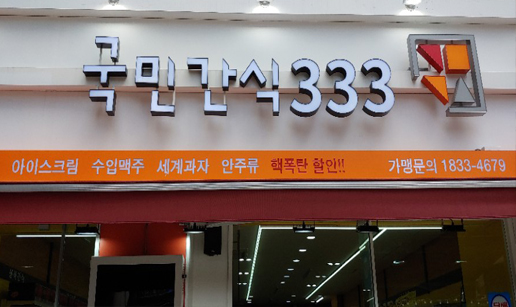 국민간식333
아이스크림 수입맥주 세계과자 안주류 핵폭탄 할인!! 가맹문의 1833-4679